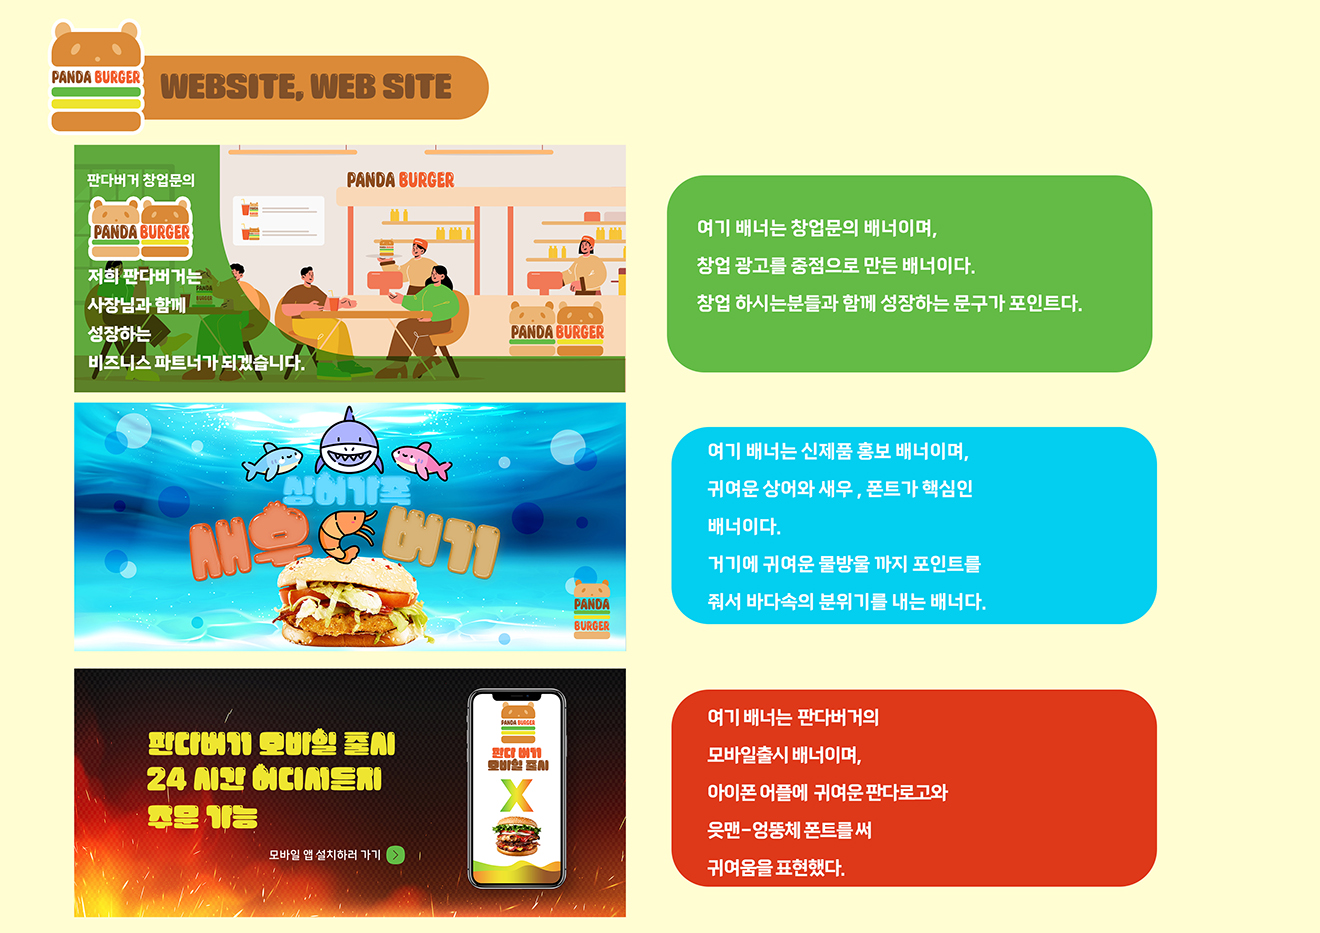 PANDA BURGER
WEBSITE, WEB SITE
판다버거 창업문의
PANDA BURGER
저희 판다버거는
사장님과 함께
성장하는
비즈니스 파트너가 되겠습니다.
PANDA BURGER
PANDA
BURGER
PANDA BURGER
여기 배너는 창업문의 배너이며,
창업 광고를 중점으로 만든 배너이다.
창업 하시는분들과 함께 성장하는 문구가 포인트다.
상어가족
새우 버거
PANDA
BURGER
여기 배너는 신제품 홍보 배너이며,
귀여운 상어와 새우 , 폰트가 핵심인
배너이다.
거기에 귀여운 물방울 까지 포인트를
줘서 바다속의 분위기를 내는 배너다.
판다버거 모바일 출시
24 시간 어디서든지
주문 가능
모바일 앱 설치하러 가기
PANDA BURGER
판다 버거
모바일 출시
X
여기 배너는 판다버거의
모바일출시 배너이며,
아이폰 어플에 귀여운 판다로고와
읏맨-엉뚱체 폰트를 써
귀여움을 표현했다.